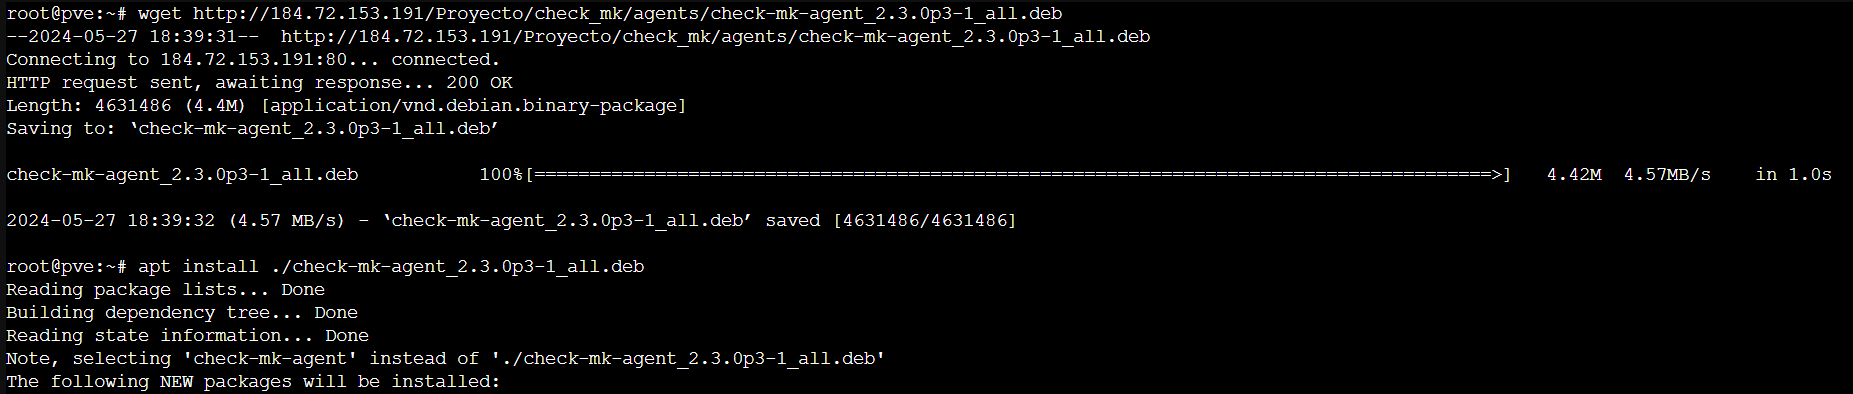 root@pve:~# wget http://184.72.153.191/Proyecto/check_mk/agents/check-mk-agent_2.3.0p3-1_all.deb
--2024-05-27 18:39:31--  http://184.72.153.191/Proyecto/check_mk/agents/check-mk-agent_2.3.0p3-1_all.deb
Connecting to 184.72.153.191:80... connected.
HTTP request sent, awaiting response... 200 OK
Length: 4631486 (4.4M) [application/vnd.debian.binary-package]
Saving to: ‘check-mk-agent_2.3.0p3-1_all.deb’
check-mk-agent_2.3.0p3-1_all.deb           100%[=======================================================================================>]   4.42M  4.57MB/s    in 1.0s
2024-05-27 18:39:32 (4.57 MB/s) - ‘check-mk-agent_2.3.0p3-1_all.deb’ saved [4631486/4631486]
root@pve:~# apt install ./check-mk-agent_2.3.0p3-1_all.deb
Reading package lists... Done
Building dependency tree... Done
Reading state information... Done
Note, selecting 'check-mk-agent' instead of './check-mk-agent_2.3.0p3-1_all.deb'
The following NEW packages will be installed: